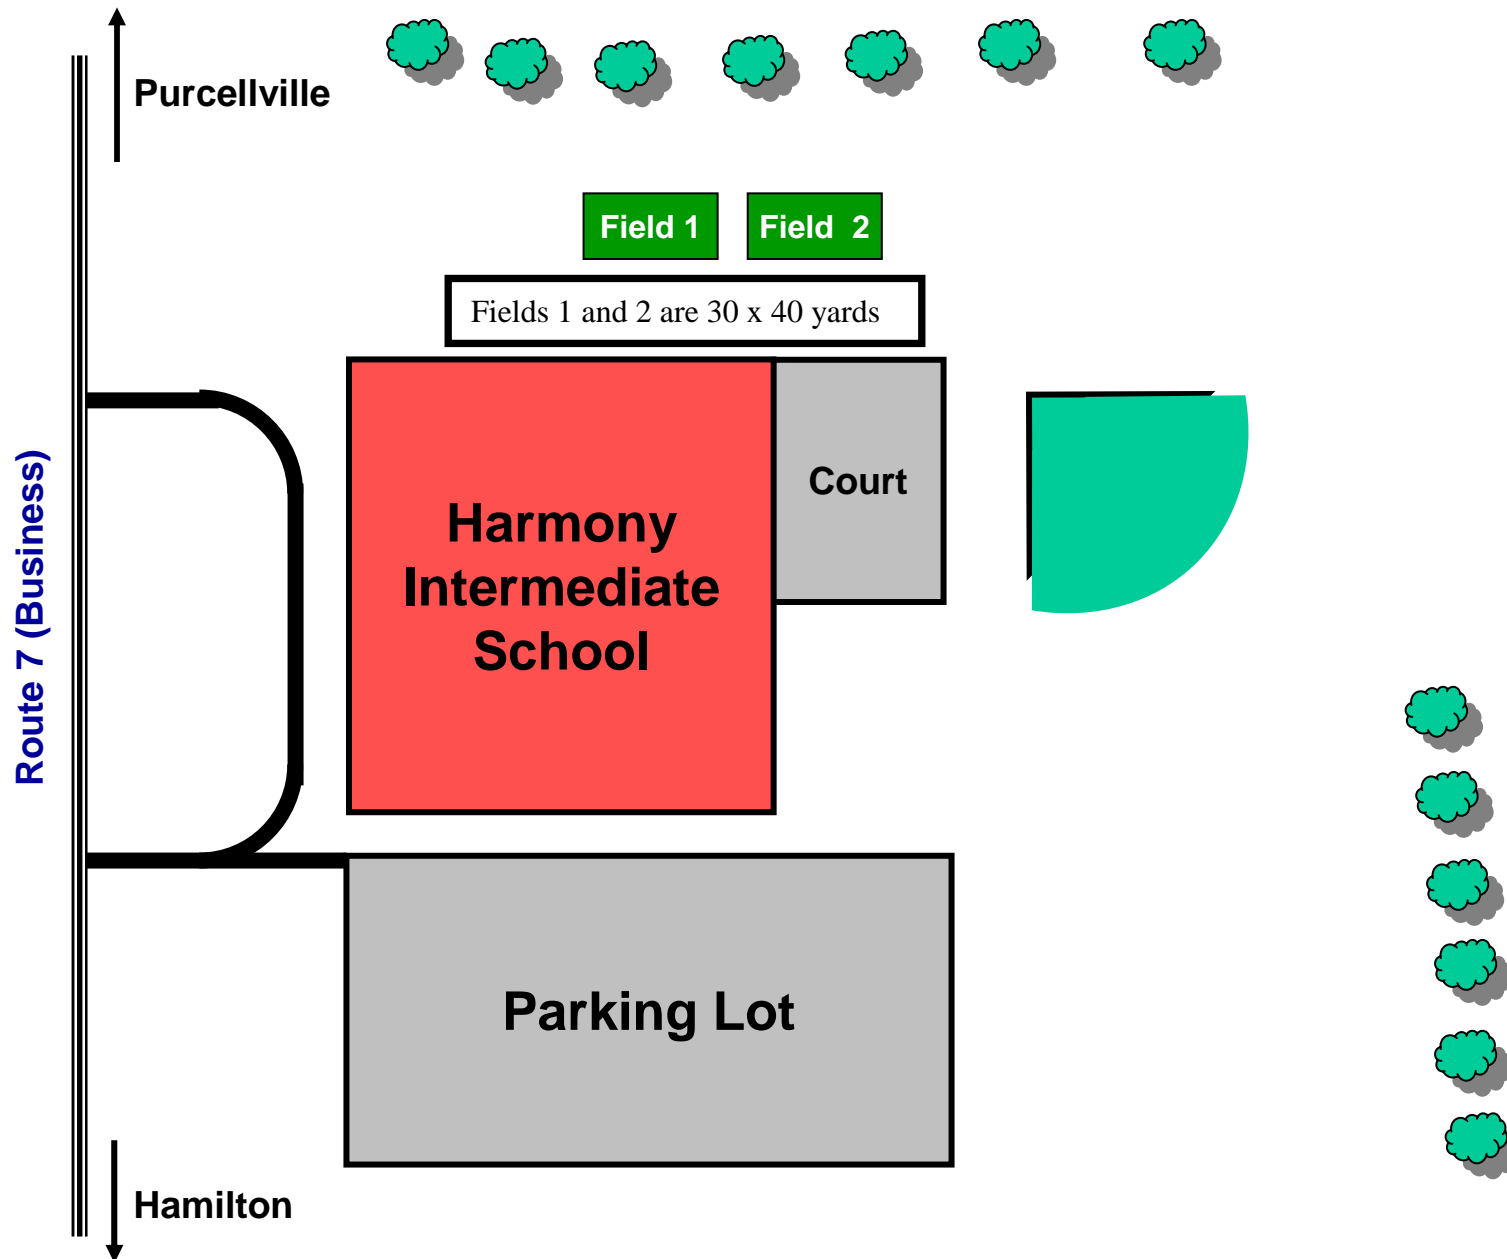 Purcellville
Field 1
Field 2
Fields 1 and 2 are 30 x 40 yards
Harmony
Intermediate
School
Court
Route 7 (Business)
Parking Lot
Hamilton